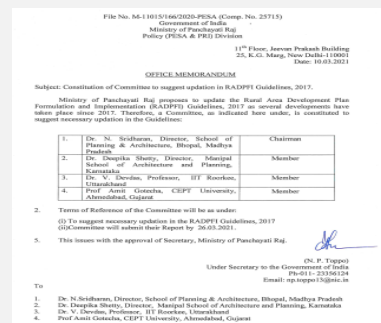 File No. M-11015/166/2020-PESA (Comp. No. 25715)
Government of India
Ministry of Panchayati Raj
Policy (PESA & PRI) Division
11th Floor, Jeevan Prakash Building
25, K.G. Marg, New Delhi-110001
Date: 10.03.2021
OFFICE MEMORANDUM
Subject: Constitution of Committee to suggest updation in RADPFI Guidelines, 2017.
Ministry of Panchayati Raj proposes to update the Rural Area Development Plan
Formulation and Implementation (RADPFI) Guidelines, 2017 as several developments have
taken place since 2017. Therefore, a Committee, as indicated here under, is constituted to
suggest necessary updation in the Guidelines:
1. Dr. N. Sridharan, Director, School of Chairman
Planning & Architecture, Bhopal, Madhya
Pradesh
2. Dr. Deepika Shetty, Director, Manipal Member
School of Architecture and Planning,
Karnataka
3. Dr. V. Devdas, Professor, IIT Roorkee, Member
Uttarakhand
4. Prof Amit Gotecha, CEPT University, Member
Ahmedabad, Gujarat
2. Terms of Reference of the Committee will be as under:
(i) To suggest necessary updation in the RADPFI Guidelines, 2017
(ii)Committee will submit their Report by 26.03.2021.
5. This issues with the approval of Secretary, Ministry of Panchayati Raj.
(N. P. Toppo)
Under Secretary to the Government of India
Ph-011- 23356124
Email: np.toppo15@nic.in
To
1. Dr. N.Sridharan, Director, School of Planning & Architecture, Bhopal, Madhya Pradesh
2. Dr. Deepika Shetty, Director, Manipal School of Architecture and Planning, Karnataka
3. Dr. V. Devdas, Professor, IIT Roorkee, Uttarakhand
4. Prof Amit Gotecha, CEPT University, Ahmedabad, Gujarat